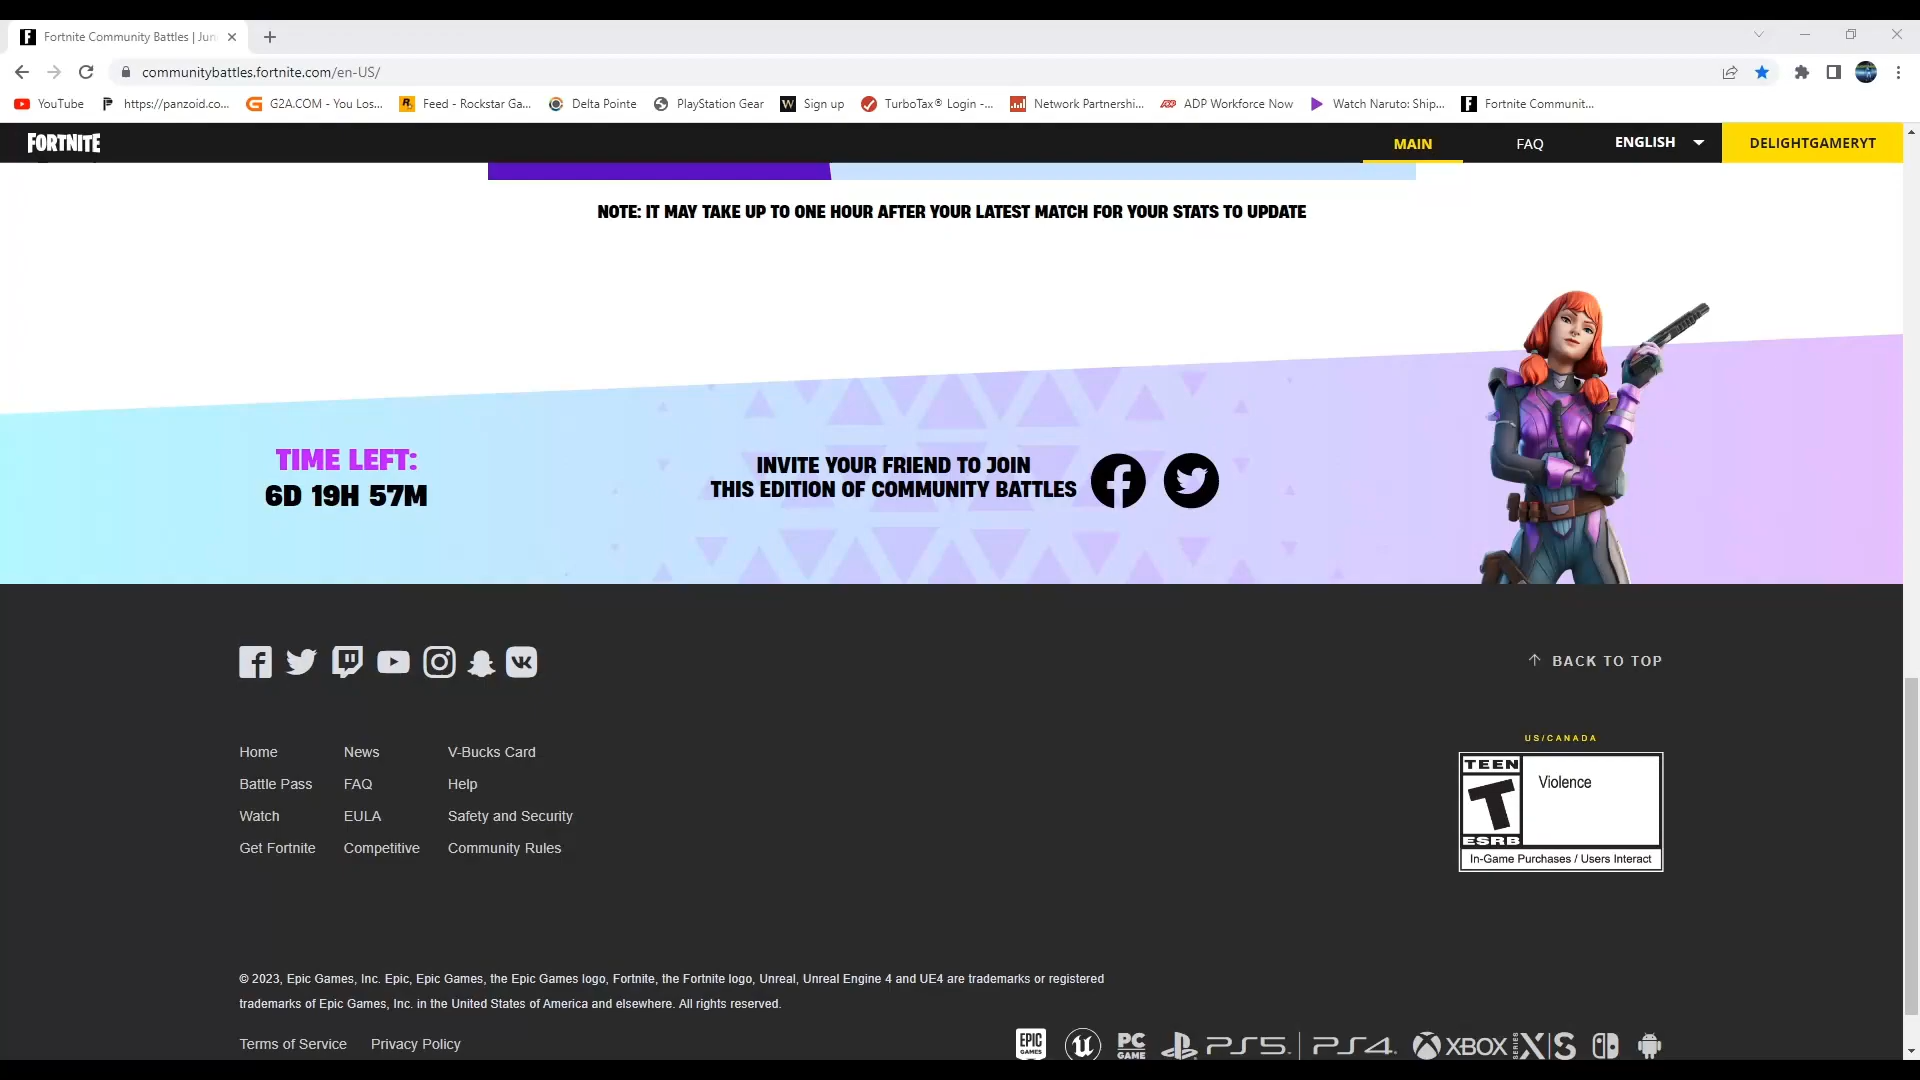 Fortnite Community Battles | Jun
communitybattles.fortnite.com/en-US/
YouTube https://panzoid.co... G2A.COM - You Los... Feed - Rockstar Ga... Delta Pointe PlayStation Gear Sign up TurboTax® Login -... Network Partnershi... ADP Workforce Now Watch Naruto: Ship... Fortnite Communit...
FORTNITE MAIN FAQ ENGLISH DELIGHTGAMERYT
NOTE: IT MAY TAKE UP TO ONE HOUR AFTER YOUR LATEST MATCH FOR YOUR STATS TO UPDATE
TIME LEFT:
6D 19H 57M
INVITE YOUR FRIEND TO JOIN
THIS EDITION OF COMMUNITY BATTLES
BACK TO TOP
Home News V-Bucks Card
Battle Pass FAQ Help
Watch EULA Safety and Security
Get Fortnite Competitive Community Rules
US/CANADA
TEEN
T
ESRB
Violence
In-Game Purchases / Users Interact
© 2023, Epic Games, Inc. Epic, Epic Games, the Epic Games logo, Fortnite, the Fortnite logo, Unreal, Unreal Engine 4 and UE4 are trademarks or registered
trademarks of Epic Games, Inc. in the United States of America and elsewhere. All rights reserved.
Terms of Service Privacy Policy
EPIC GAMES PC GAME PS5 PS4 XBOX SERIES X|S